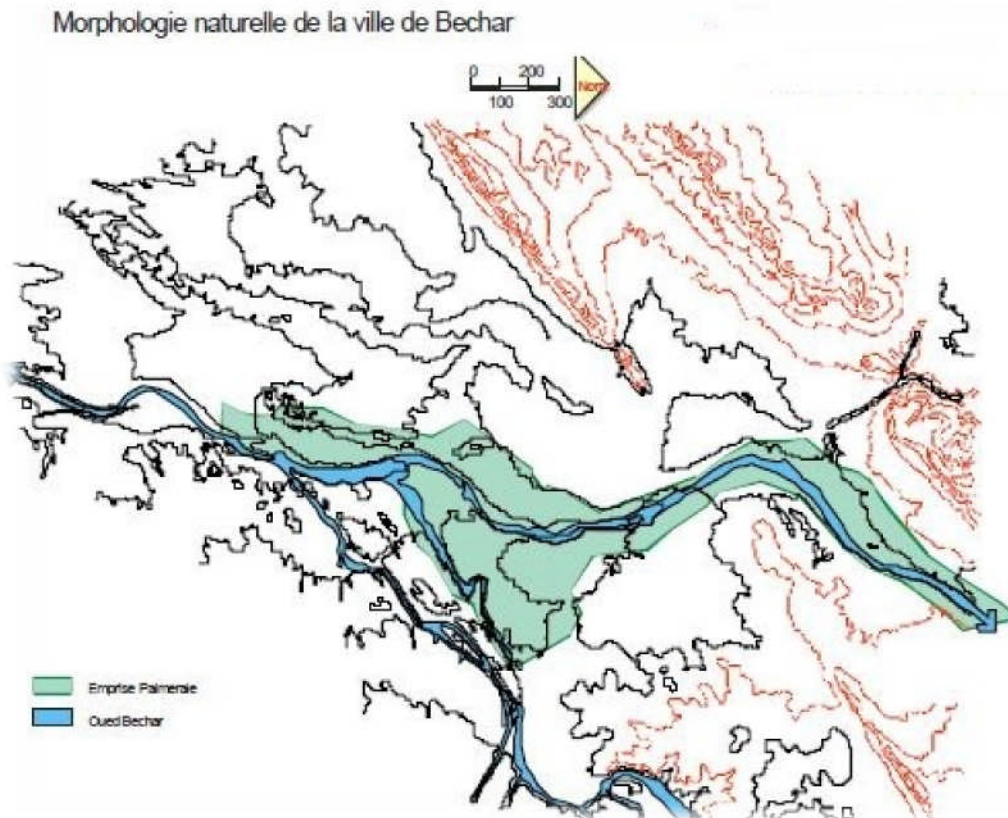 Morphologie naturelle de la ville de Bechar
0 200
100 300
Nord
Emprise Palmeraie
Oued Bechar